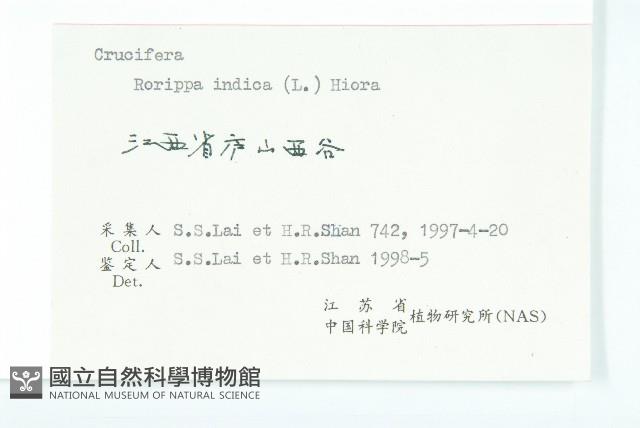 Crucifera
Rorippa indica (L.) Hiora
江西省庐山西谷
采集人 S.S.Lai et H.R.Shan 742, 1997-4-20
Coll.
鉴定人 S.S.Lai et H.R.Shan 1998-5
Det.
江苏省
中国科学院 植物研究所(NAS)
國立自然科學博物館
NATIONAL MUSEUM OF NATURAL SCIENCE